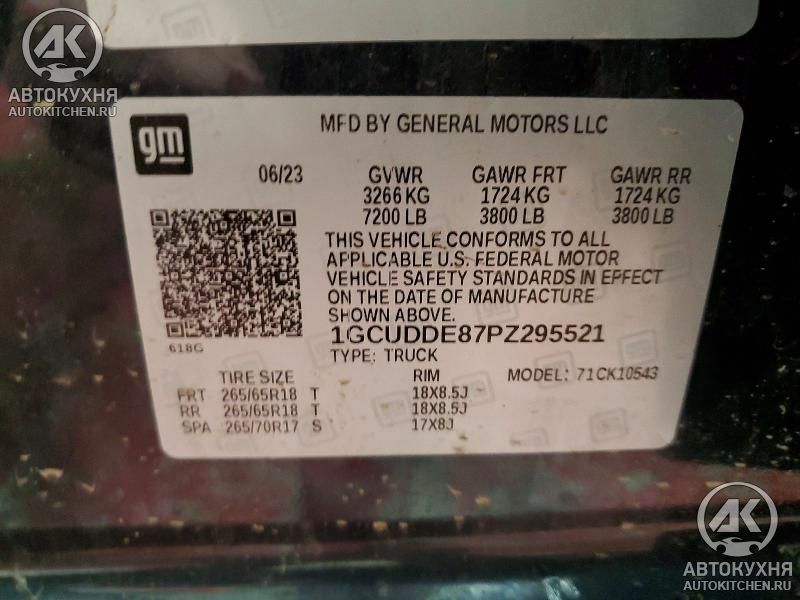 АК
АВТОКУХНЯ
AUTOKITCHEN.RU
gm
MFD BY GENERAL MOTORS LLC
06/23 GVWR GAWR FRT GAWR RR
3266 KG 1724 KG 1724 KG
7200 LB 3800 LB 3800 LB
THIS VEHICLE CONFORMS TO ALL
APPLICABLE U.S. FEDERAL MOTOR
VEHICLE SAFETY STANDARDS IN EFFECT
ON THE DATE OF MANUFACTURE
SHOWN ABOVE.
618G
1GCUDDE87PZ295521
TYPE: TRUCK
TIRE SIZE RIM MODEL: 71CK10543
FRT 265/65R18 T 18X8.5J
RR 265/65R18 T 18X8.5J
SPA 265/70R17 S 17X8J
АК
АВТОКУХНЯ
AUTOKITCHEN.RU